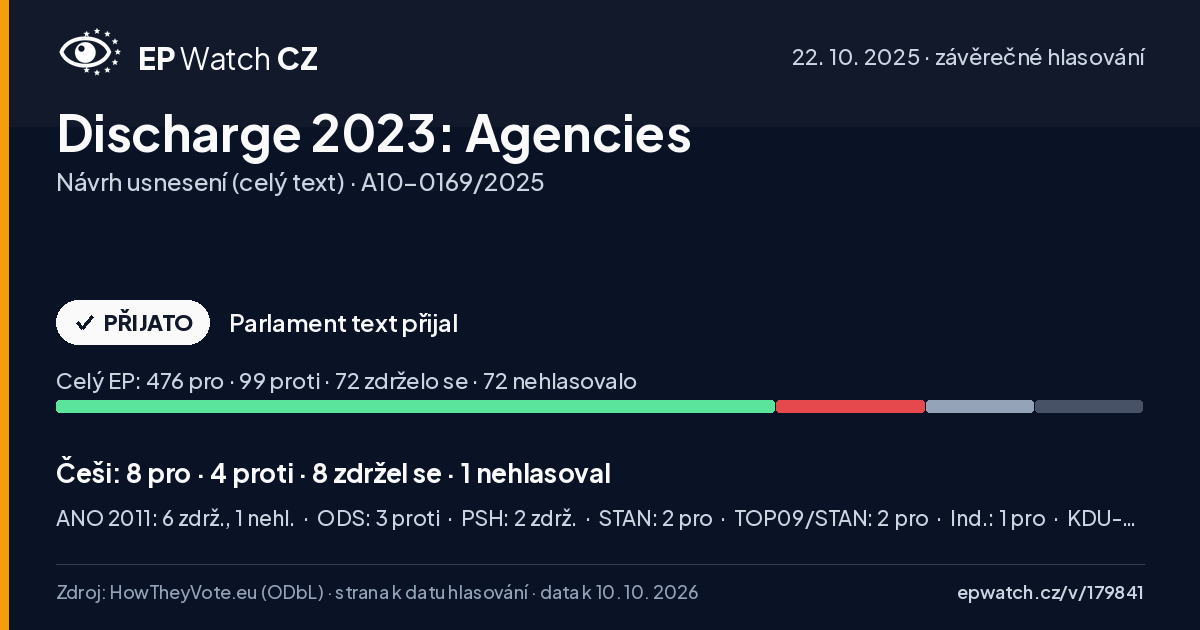 EP Watch CZ
22. 10. 2025 · závěrečné hlasování
Discharge 2023: Agencies
Návrh usnesení (celý text) · A10-0169/2025
✓ PŘIJATO Parlament text přijal
Celý EP: 476 pro · 99 proti · 72 zdrželo se · 72 nehlasovalo
Češi: 8 pro · 4 proti · 8 zdržel se · 1 nehlasoval
ANO 2011: 6 zdrž., 1 nehl. · ODS: 3 proti · PSH: 2 zdrž. · STAN: 2 pro · TOP09/STAN: 2 pro · Ind.: 1 pro · KDU-…
Zdroj: HowTheyVote.eu (ODbL) · strana k datu hlasování · data k 10. 10. 2026
epwatch.cz/v/179841